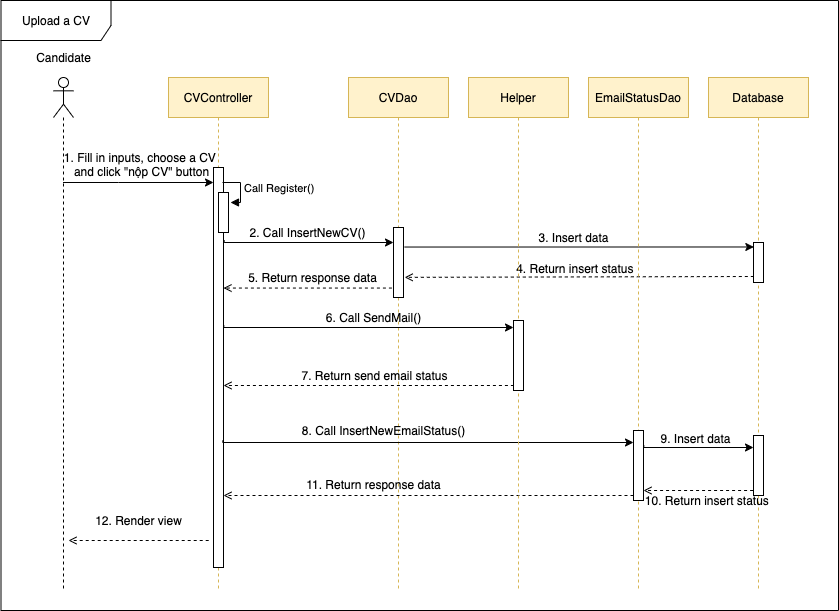 Upload a CV
Candidate
CVController
CVDao
Helper
EmailStatusDao
Database
1. Fill in inputs, choose a CV
and click "nộp CV" button
Call Register()
2. Call InsertNewCV()
3. Insert data
4. Return insert status
5. Return response data
6. Call SendMail()
7. Return send email status
8. Call InsertNewEmailStatus()
9. Insert data
10. Return insert status
11. Return response data
12. Render view